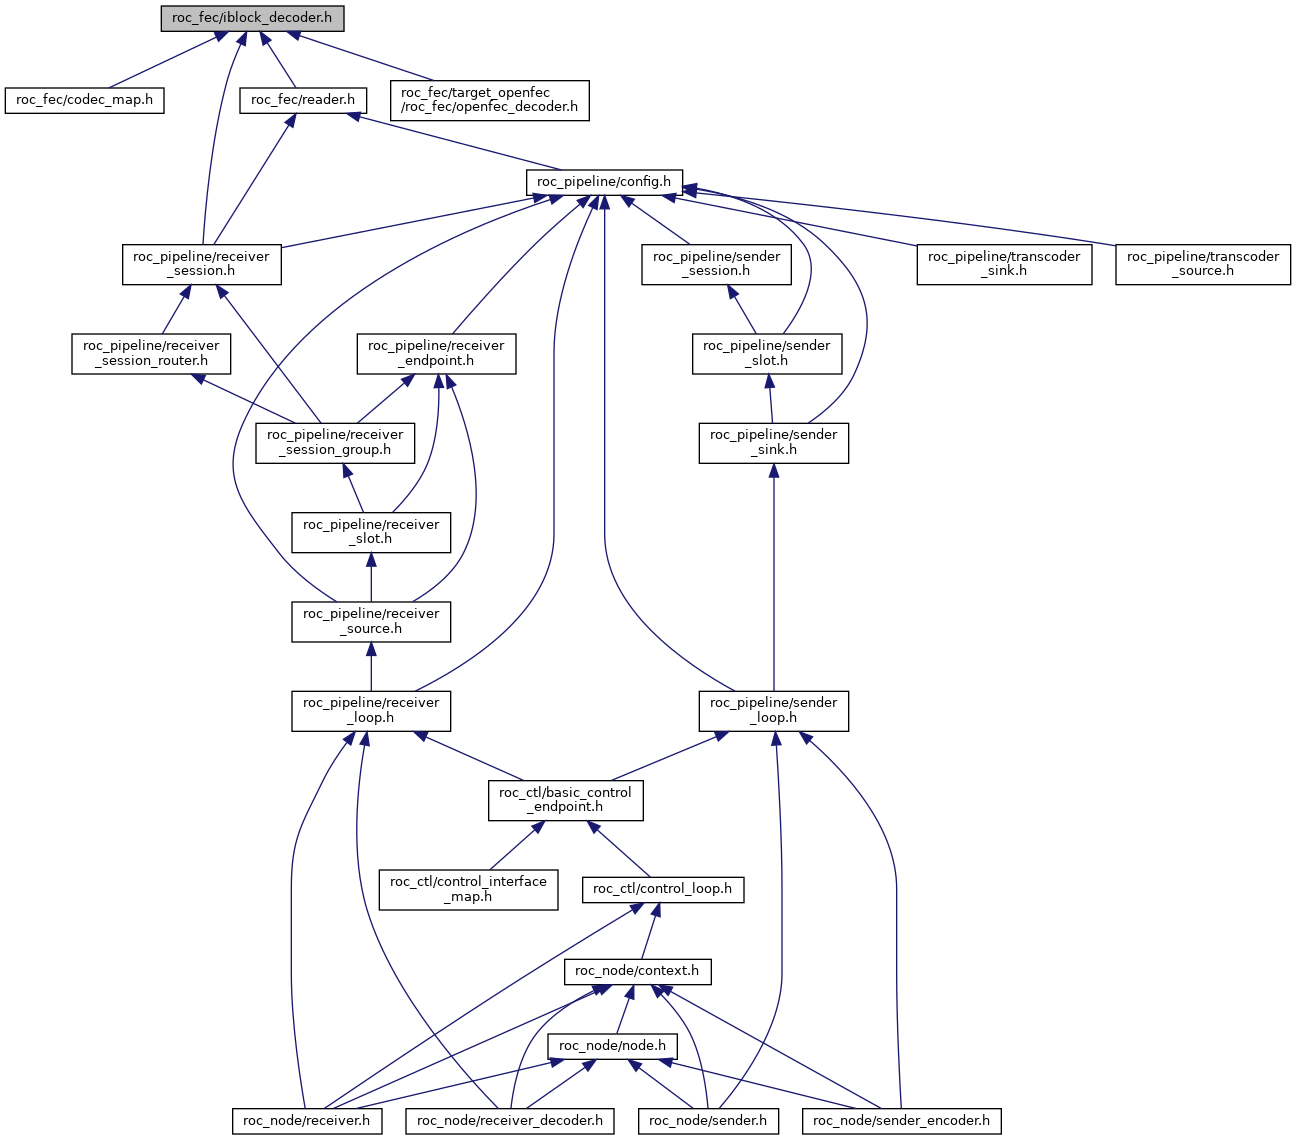 roc_fec/iblock_decoder.h
roc_fec/codec_map.h
roc_fec/reader.h
roc_fec/target_openfec
/roc_fec/openfec_decoder.h
roc_pipeline/config.h
roc_pipeline/receiver
_session.h
roc_pipeline/sender
_session.h
roc_pipeline/transcoder
_sink.h
roc_pipeline/transcoder
_source.h
roc_pipeline/receiver
_session_router.h
roc_pipeline/receiver
_endpoint.h
roc_pipeline/sender
_slot.h
roc_pipeline/receiver
_session_group.h
roc_pipeline/sender
_sink.h
roc_pipeline/receiver
_slot.h
roc_pipeline/receiver
_source.h
roc_pipeline/receiver
_loop.h
roc_pipeline/sender
_loop.h
roc_ctl/basic_control
_endpoint.h
roc_ctl/control_interface
_map.h
roc_ctl/control_loop.h
roc_node/context.h
roc_node/node.h
roc_node/receiver.h
roc_node/receiver_decoder.h
roc_node/sender.h
roc_node/sender_encoder.h